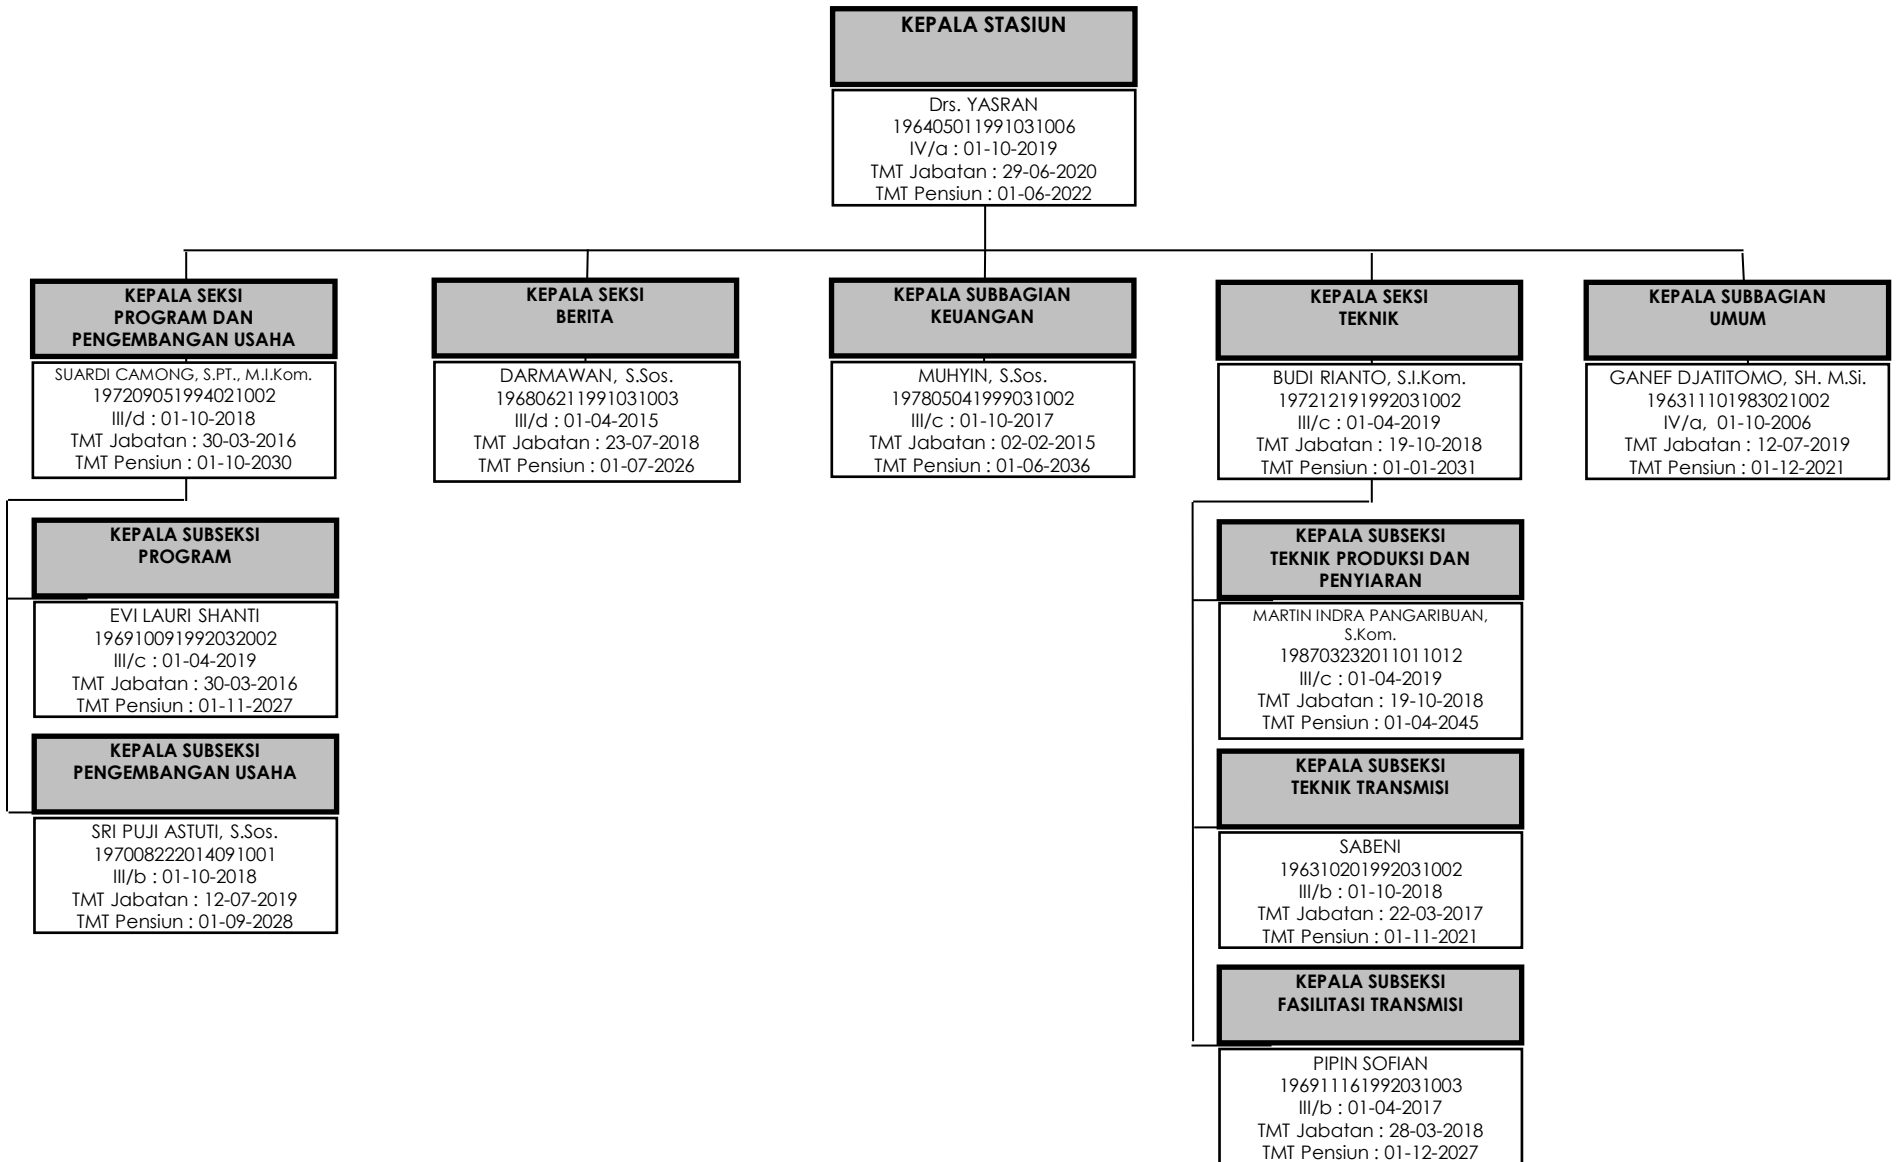 KEPALA STASIUN
Drs. YASRAN
196405011991031006
IV/a : 01-10-2019
TMT Jabatan : 29-06-2020
TMT Pensiun : 01-06-2022
KEPALA SEKSI
PROGRAM DAN
PENGEMBANGAN USAHA
SUARDI CAMONG, S.PT., M.I.Kom.
197209051994021002
III/d : 01-10-2018
TMT Jabatan : 30-03-2016
TMT Pensiun : 01-10-2030
KEPALA SEKSI
BERITA
DARMAWAN, S.Sos.
196806211991031003
III/d : 01-04-2015
TMT Jabatan : 23-07-2018
TMT Pensiun : 01-07-2026
KEPALA SUBBAGIAN
KEUANGAN
MUHYIN, S.Sos.
197805041999031002
III/c : 01-10-2017
TMT Jabatan : 02-02-2015
TMT Pensiun : 01-06-2036
KEPALA SEKSI
TEKNIK
BUDI RIANTO, S.I.Kom.
197212191992031002
III/c : 01-04-2019
TMT Jabatan : 19-10-2018
TMT Pensiun : 01-01-2031
KEPALA SUBBAGIAN
UMUM
GANEF DJATITOMO, SH. M.Si.
196311101983021002
IV/a, 01-10-2006
TMT Jabatan : 12-07-2019
TMT Pensiun : 01-12-2021
KEPALA SUBSEKSI
PROGRAM
EVI LAURI SHANTI
196910091992032002
III/c : 01-04-2019
TMT Jabatan : 30-03-2016
TMT Pensiun : 01-11-2027
KEPALA SUBSEKSI
PENGEMBANGAN USAHA
SRI PUJI ASTUTI, S.Sos.
197008222014091001
III/b : 01-10-2018
TMT Jabatan : 12-07-2019
TMT Pensiun : 01-09-2028
KEPALA SUBSEKSI
TEKNIK PRODUKSI DAN
PENYIARAN
MARTIN INDRA PANGARIBUAN,
S.Kom.
198703232011011012
III/c : 01-04-2019
TMT Jabatan : 19-10-2018
TMT Pensiun : 01-04-2045
KEPALA SUBSEKSI
TEKNIK TRANSMISI
SABENI
196310201992031002
III/b : 01-10-2018
TMT Jabatan : 22-03-2017
TMT Pensiun : 01-11-2021
KEPALA SUBSEKSI
FASILITASI TRANSMISI
PIPIN SOFIAN
196911161992031003
III/b : 01-04-2017
TMT Jabatan : 28-03-2018
TMT Pensiun : 01-12-2027